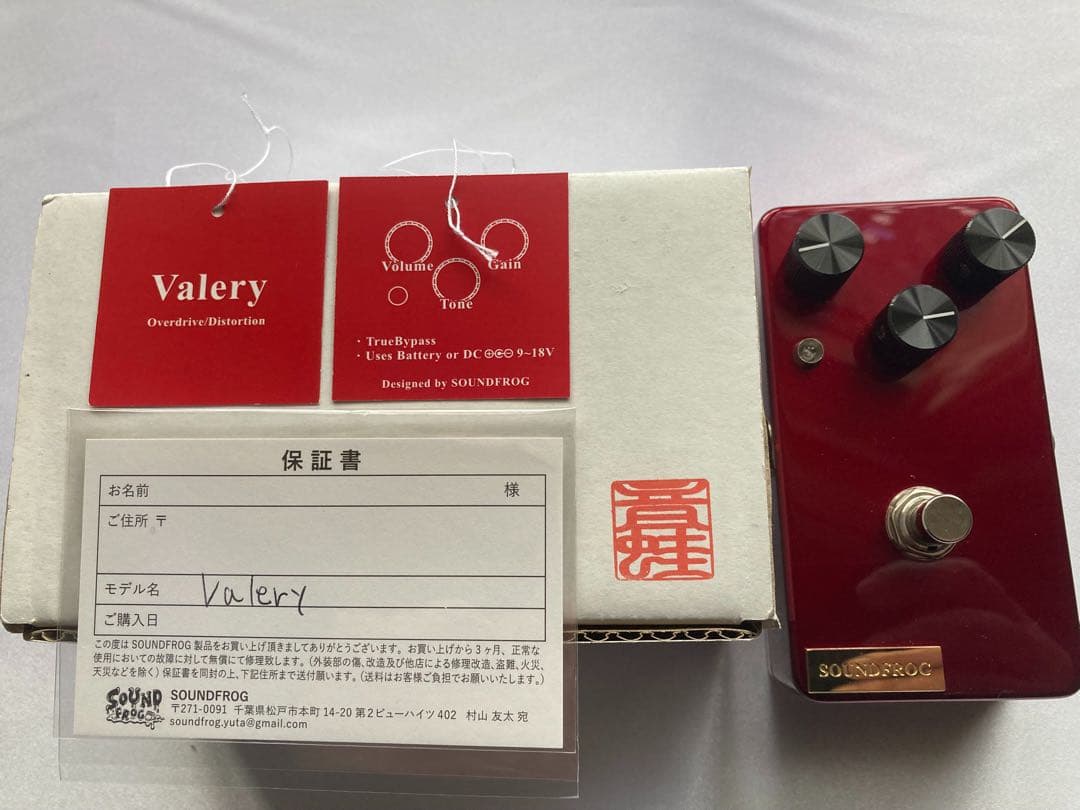 Valery
Overdrive/Distortion
Volume
Gain
Tone
・TrueBypass
・Uses Battery or DC 9~18V
Designed by SOUNDFROG
保証書
お名前 様
ご住所 〒
モデル名 Valery
ご購入日
この度は SOUNDFROG 製品をお買い上げ頂きましてありがとうございます。お買い上げから3ヶ月、正常な
使用においての故障に対して無償にて修理致します。（外装部の傷、改造及び他店による修理改造、盗難、火災、
天災などを除く）保証書を同封の上、下記住所まで送付願います。（送料はお客様ご負担でお願いいたします。）
SOUND
FROG
SOUNDFROG
〒271-0091 千葉県松戸市本町 14-20 第2ビューハイツ 402 村山 友太 宛
soundfrog.yuta@gmail.com
音蛙
SOUNDFROG